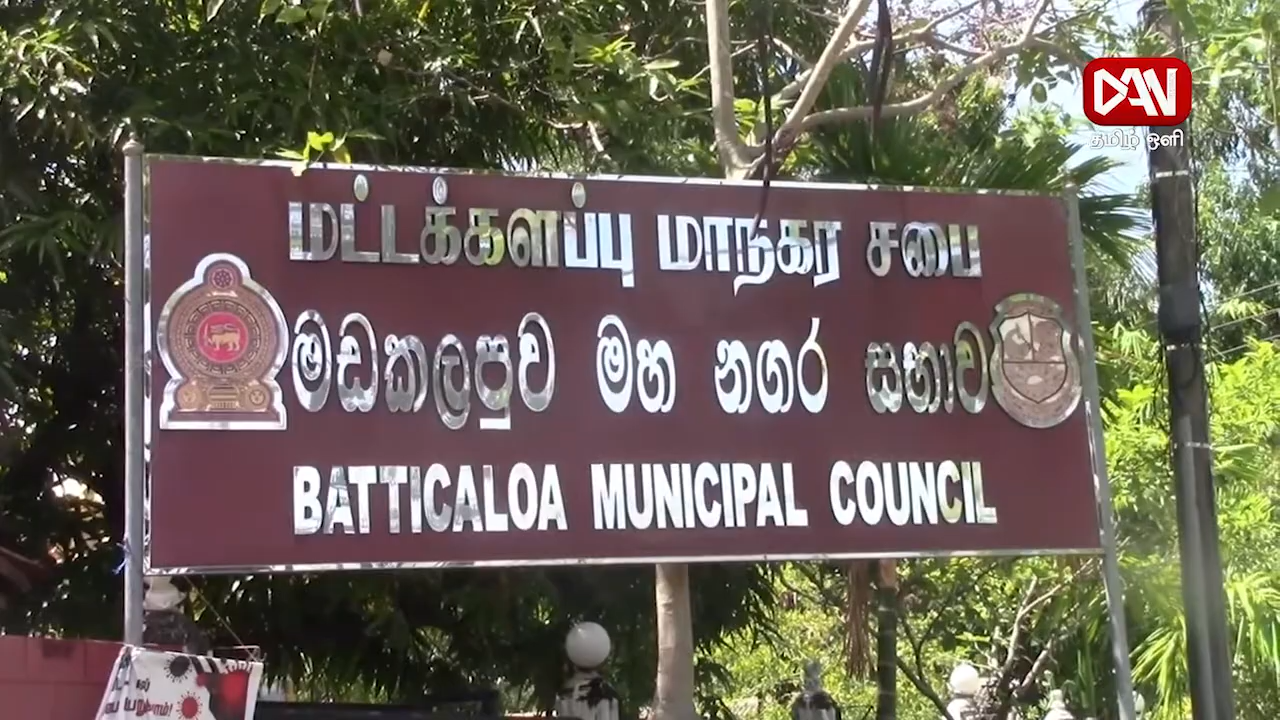 DAN
தமிழ் ஒளி
மட்டக்களப்பு மாநகர சபை
මඩකලපුව මහ නගර සභාව
BATTICALOA MUNICIPAL COUNCIL